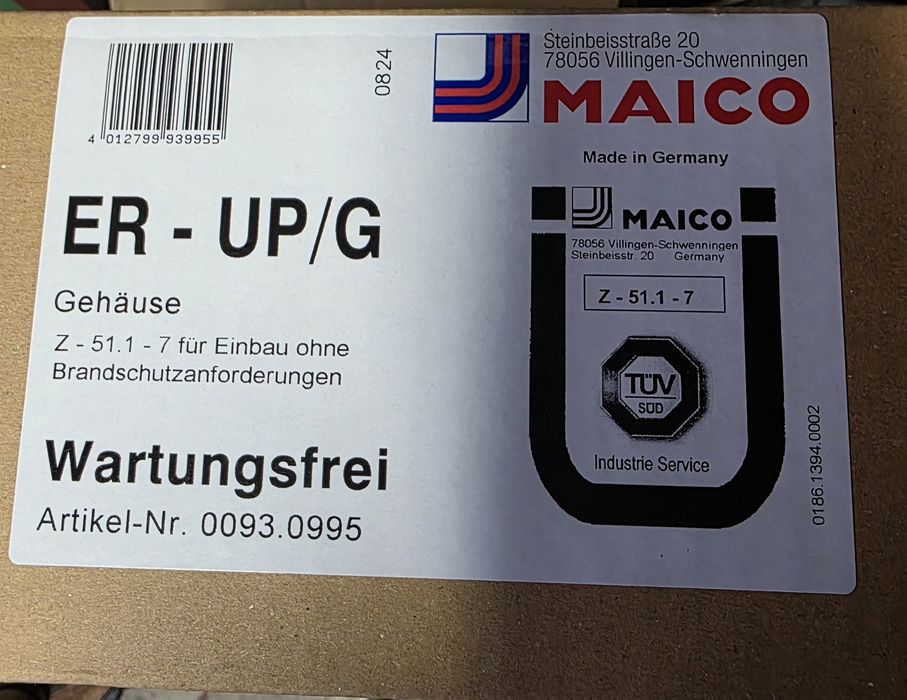 4 012799 939955
0824
Steinbeisstraße 20
78056 Villingen-Schwenningen
MAICO
Made in Germany
ER - UP/G
Gehäuse
Z - 51.1 - 7 für Einbau ohne
Brandschutzanforderungen
Wartungsfrei
Artikel-Nr. 0093.0995
MAICO
78056 Villingen-Schwenningen
Steinbeisstr. 20 Germany
Z - 51.1 - 7
TÜV
SÜD
Industrie Service
0186.1394.0002